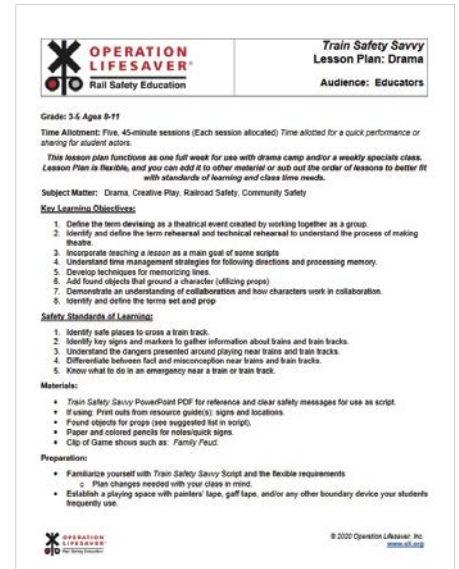 OPERATION
LIFESAVER®
Rail Safety Education
Train Safety Savvy
Lesson Plan: Drama
Audience: Educators
Grade: 3-6 Ages 8-11
Time Allotment: Five, 45-minute sessions (Each session allocated) Time allotted for a quick performance or
sharing for student actors.
This lesson plan functions as one full week for use with drama camp and/or a weekly specials class.
Lesson Plan is flexible, and you can add it to other material or sub out the order of lessons to better fit
with standards of learning and class time needs.
Subject Matter: Drama, Creative Play, Railroad Safety, Community Safety
Key Learning Objectives:
1. Define the term devising as a theatrical event created by working together as a group.
2. Identify and define the term rehearsal and technical rehearsal to understand the process of making
theatre.
3. Incorporate teaching a lesson as a main goal of some scripts
4. Understand time management strategies for following directions and processing memory.
5. Develop techniques for memorizing lines.
6. Add found objects that ground a character (utilizing props)
7. Demonstrate an understanding of collaboration and how characters work in collaboration.
8. Identify and define the terms set and prop
Safety Standards of Learning:
1. Identify safe places to cross a train track.
2. Identify key signs and markers to gather information about trains and train tracks.
3. Understand the dangers presented around playing near trains and train tracks.
4. Differentiate between fact and misconception near trains and train tracks.
5. Know what to do in an emergency near a train or train track.
Materials:
• Train Safety Savvy PowerPoint PDF for reference and clear safety messages for use as script.
• If using: Print outs from resource guide(s): signs and locations.
• Found objects for props (see suggested list in script).
• Paper and colored pencils for notes/quick signs.
• Clip of Game shows such as: Family Feud.
Preparation:
• Familiarize yourself with Train Safety Savvy Script and the flexible requirements
o Plan changes needed with your class in mind.
• Establish a playing space with painters' tape, gaff tape, and/or any other boundary device your students
frequently use.
OPERATION
LIFESAVER®
Rail Safety Education
© 2020 Operation Lifesaver, Inc.
www.oli.org